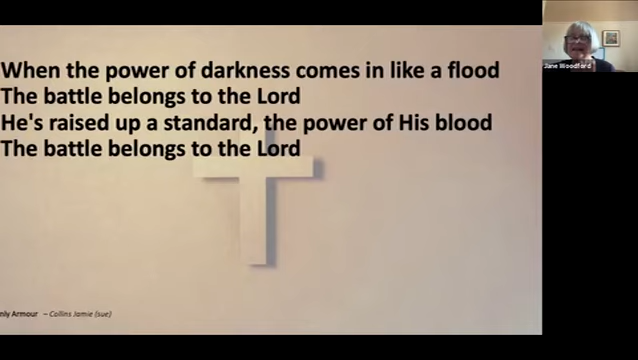 When the power of darkness comes in like a flood
The battle belongs to the Lord
He's raised up a standard, the power of His blood
The battle belongs to the Lord
nly Armour – Collins Jamie (sue)
Jane Woodford